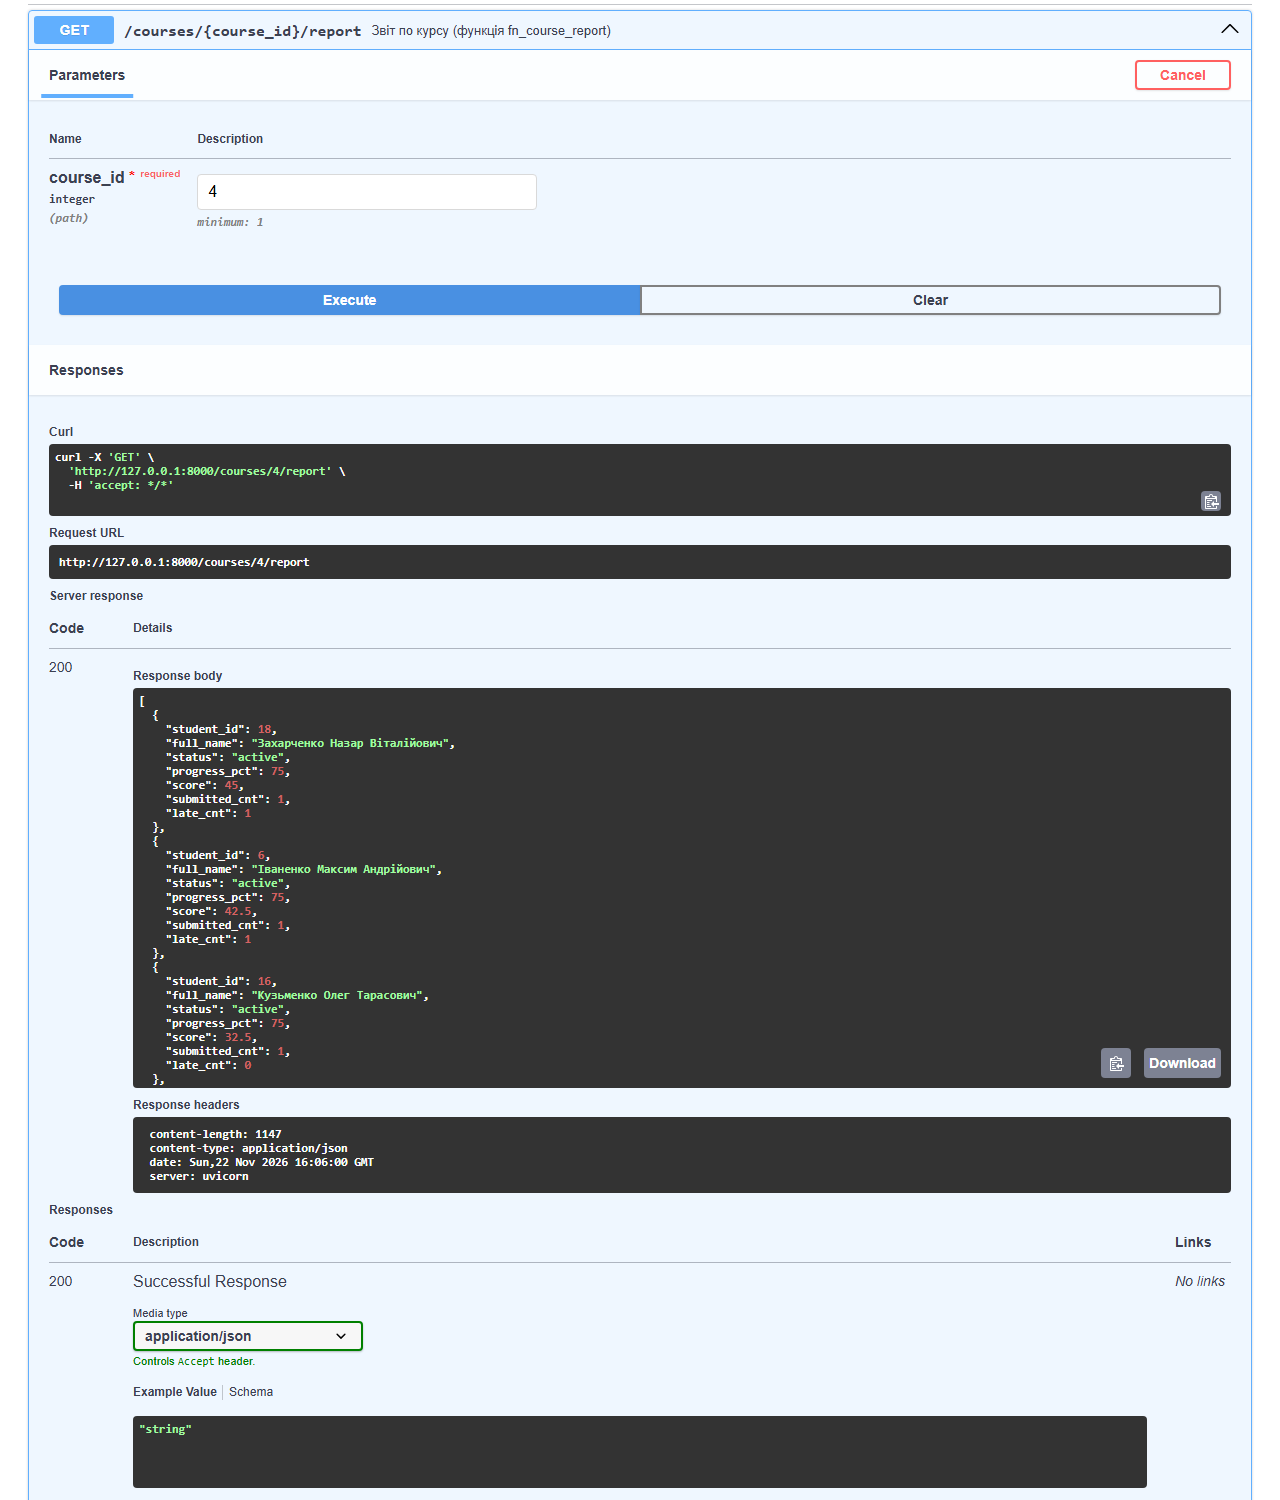 GET /courses/{course_id}/report Звіт по курсу (функція fn_course_report)
Parameters
Cancel
Name Description
course_id * required
integer
(path)
4
minimum: 1
Execute Clear
Responses
Curl
curl -X 'GET' \
'http://127.0.0.1:8000/courses/4/report' \
-H 'accept: */*'
Request URL
http://127.0.0.1:8000/courses/4/report
Server response
Code Details
200
Response body
[
{
"student_id": 18,
"full_name": "Захарченко Назар Віталійович",
"status": "active",
"progress_pct": 75,
"score": 45,
"submitted_cnt": 1,
"late_cnt": 1
},
{
"student_id": 6,
"full_name": "Іваненко Максим Андрійович",
"status": "active",
"progress_pct": 75,
"score": 42.5,
"submitted_cnt": 1,
"late_cnt": 1
},
{
"student_id": 16,
"full_name": "Кузьменко Олег Тарасович",
"status": "active",
"progress_pct": 75,
"score": 32.5,
"submitted_cnt": 1,
"late_cnt": 0
},
Download
Response headers
content-length: 1147
content-type: application/json
date: Sun,22 Nov 2026 16:06:00 GMT
server: uvicorn
Responses
Code Description Links
200 Successful Response No links
Media type
application/json
Controls Accept header.
Example Value Schema
"string"